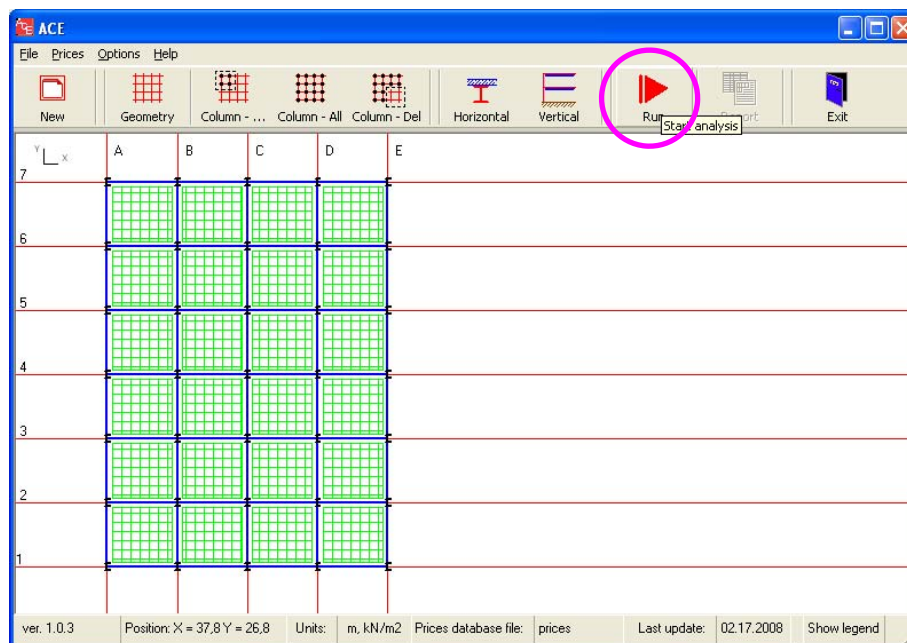 ACE
File Prices Options Help
New Geometry Column - ... Column - All Column - Del Horizontal Vertical Run Report Exit
Start analysis
Y X A B C D E
7
6
5
4
3
2
1
ver. 1.0.3 Position: X = 37,8 Y = 26,8 Units: m, kN/m2 Prices database file: prices Last update: 02.17.2008 Show legend